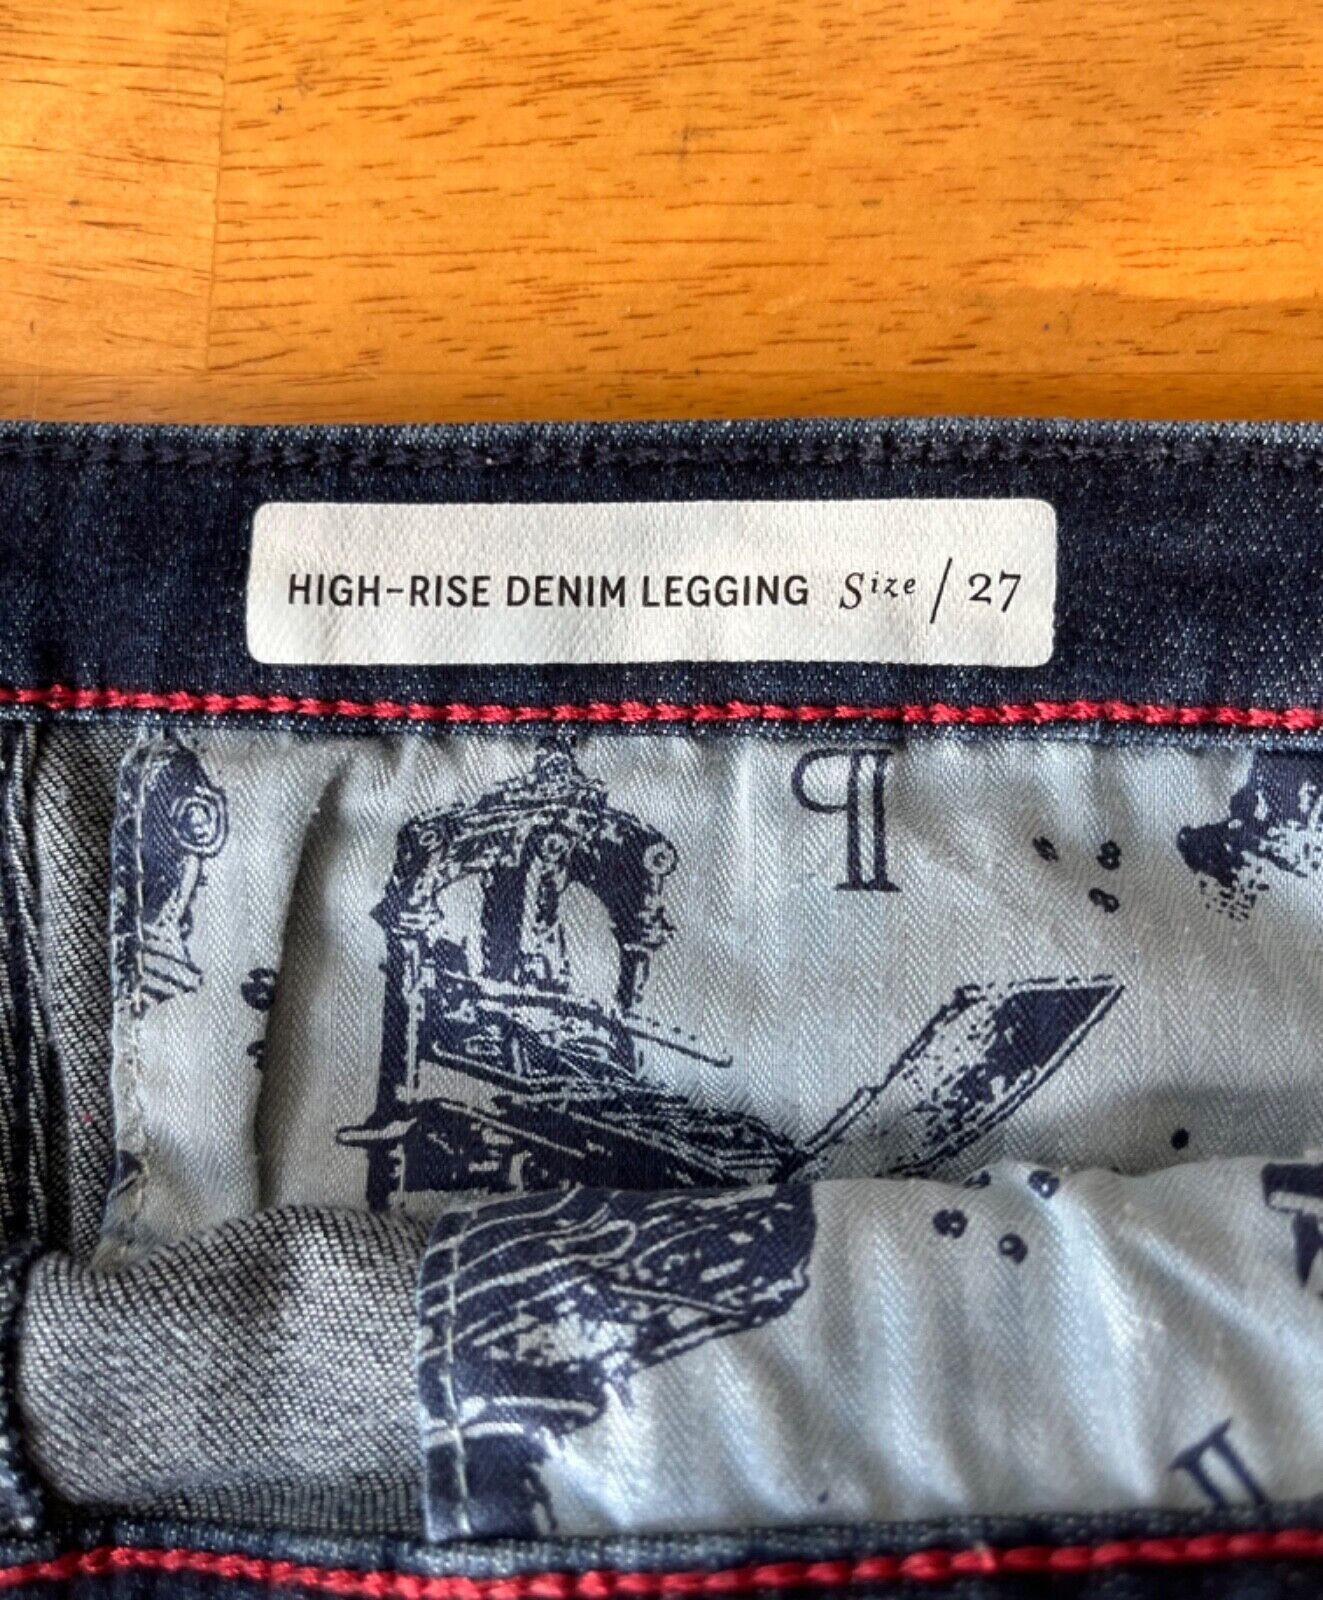 HIGH-RISE DENIM LEGGING Size / 27
¶